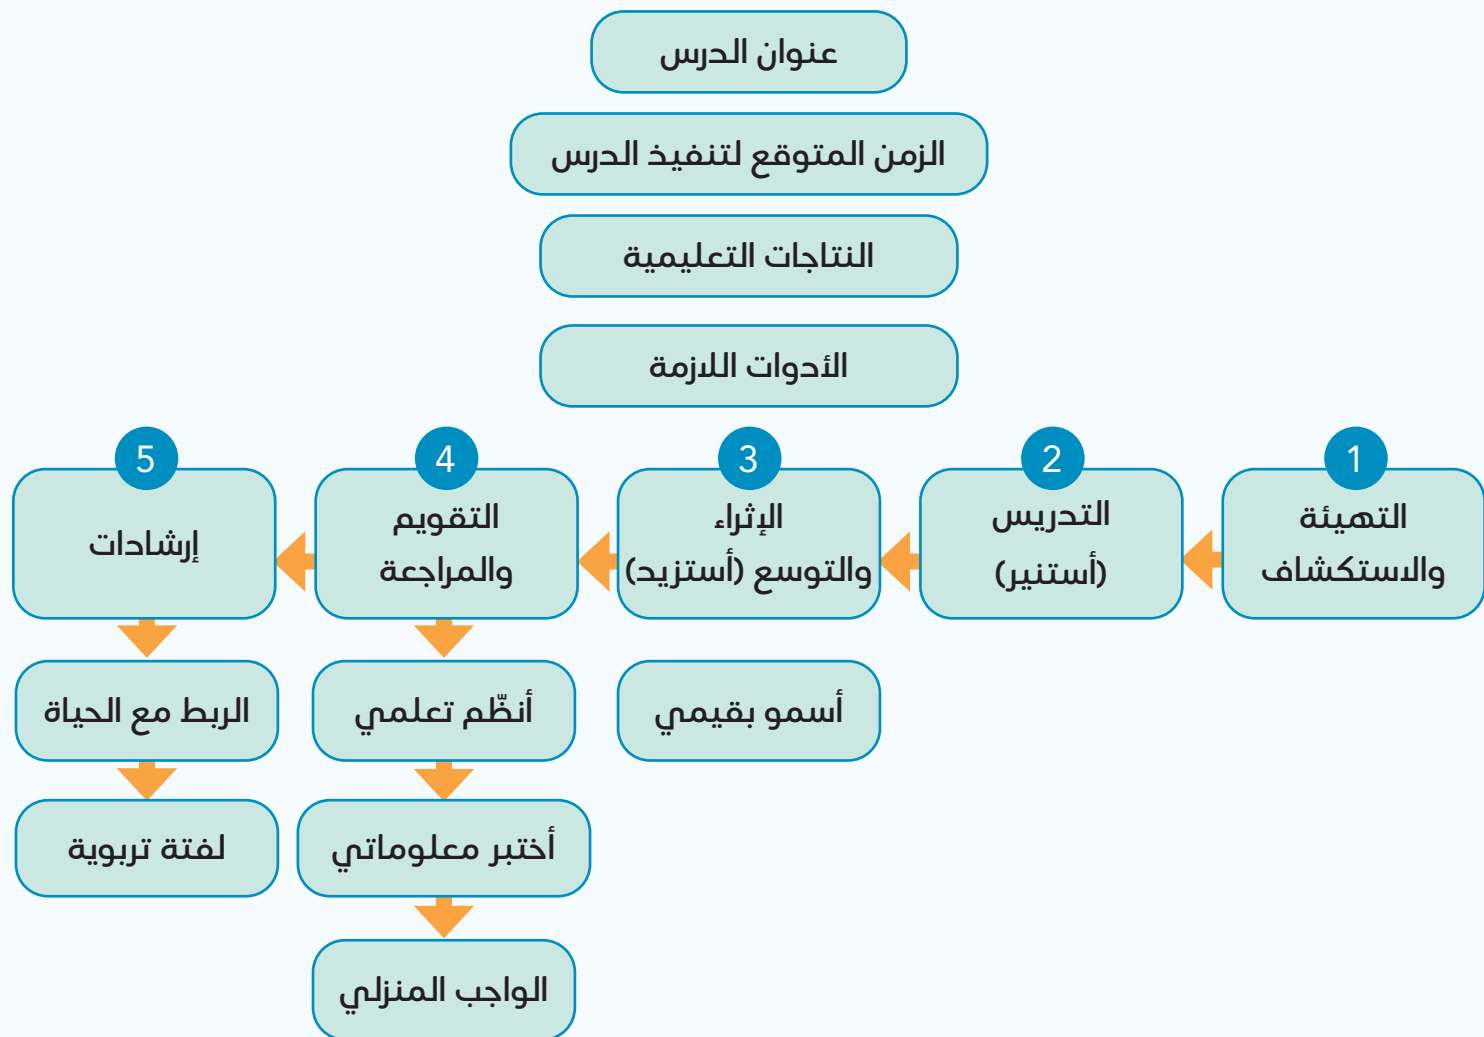 عنوان الدرس
الزمن المتوقع لتنفيذ الدرس
النتاجات التعليمية
الأدوات اللازمة
1
التهيئة
والاستكشاف
2
التدريس
(أستنير)
3
الإثراء
والتوسع (أستزيد)
4
التقويم
والمراجعة
5
إرشادات
أسمو بقيمي
أنظّم تعلمي
الربط مع الحياة
أختبر معلوماتي
لفتة تربوية
الواجب المنزلي